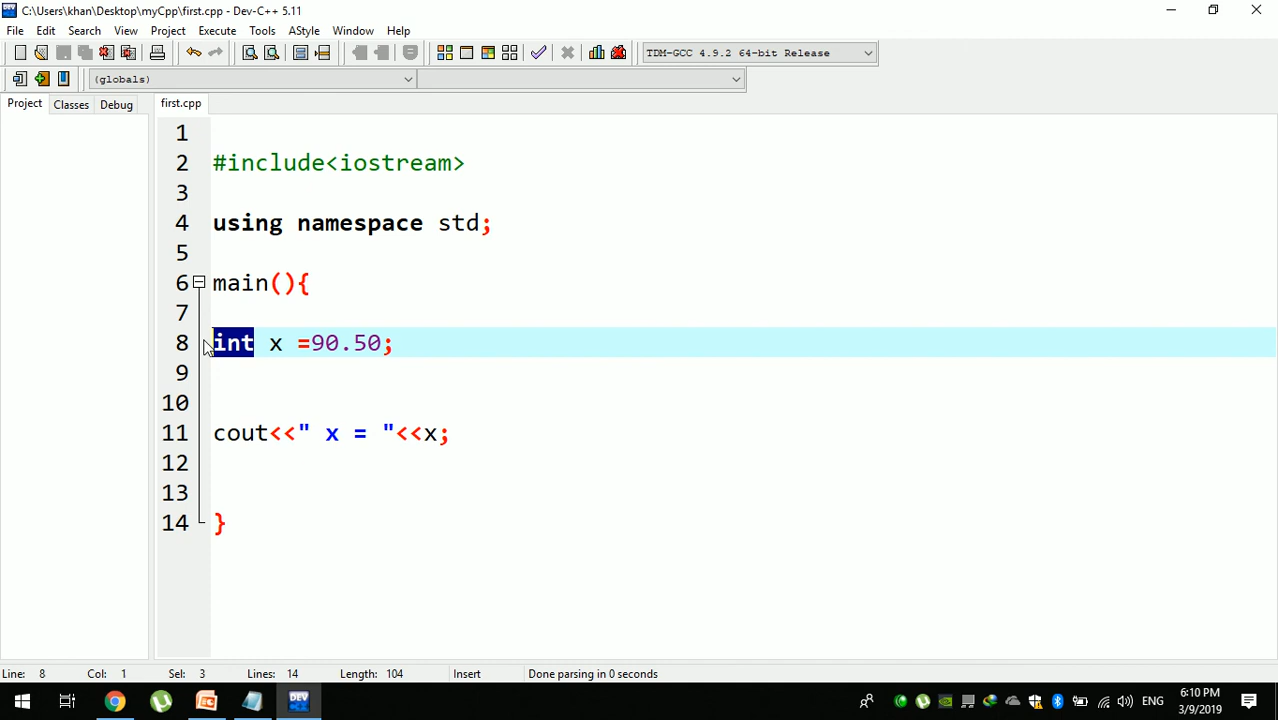 C:\Users\khan\Desktop\myCpp\first.cpp - Dev-C++ 5.11
File Edit Search View Project Execute Tools AStyle Window Help
TDM-GCC 4.9.2 64-bit Release
(globals)
Project Classes Debug first.cpp
1
2 #include<iostream>
3
4 using namespace std;
5
6 main(){
7
8 int x =90.50;
9
10
11 cout<<" x = "<<x;
12
13
14 }
Line: 8 Col: 1 Sel: 3 Lines: 14 Length: 104 Insert Done parsing in 0 seconds
DEV
ENG
6:10 PM
3/9/2019